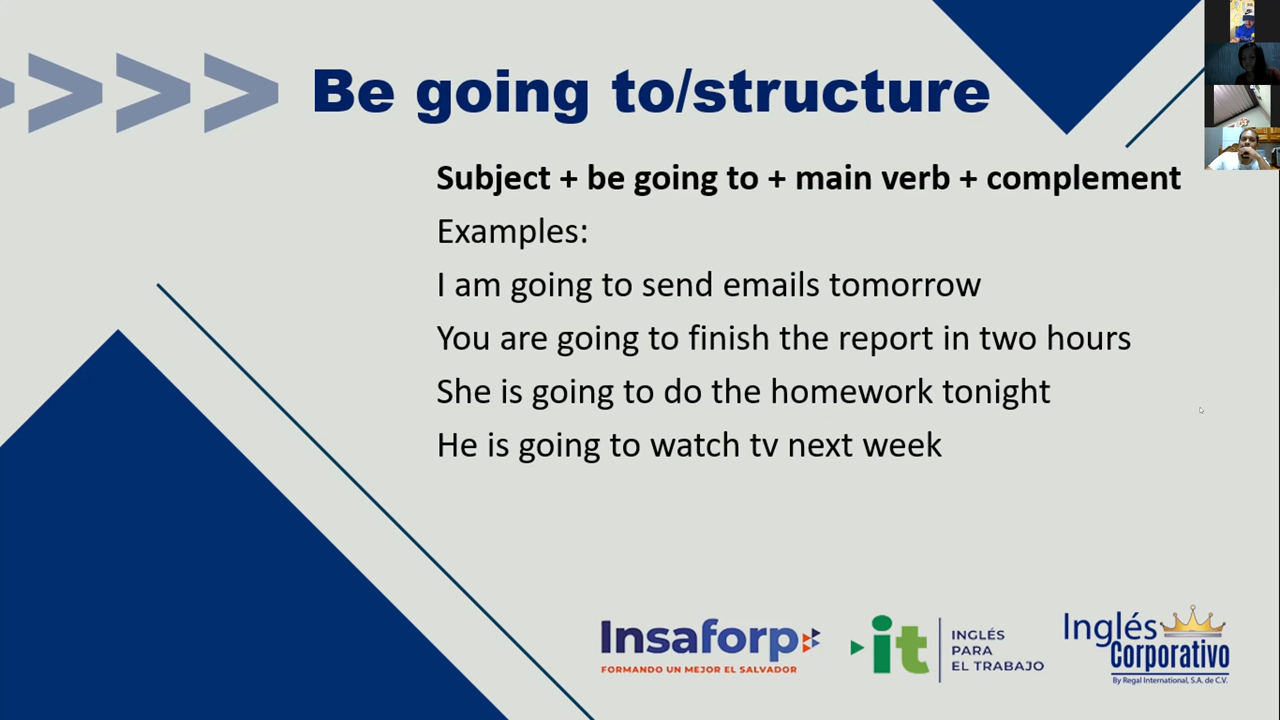 Be going to/structure
Subject + be going to + main verb + complement
Examples:
I am going to send emails tomorrow
You are going to finish the report in two hours
She is going to do the homework tonight
He is going to watch tv next week
Insaforp
FORMANDO UN MEJOR EL SALVADOR
it
INGLÉS
PARA
EL TRABAJO
Inglés
Corporativo
By Regal International, S.A. de C.V.